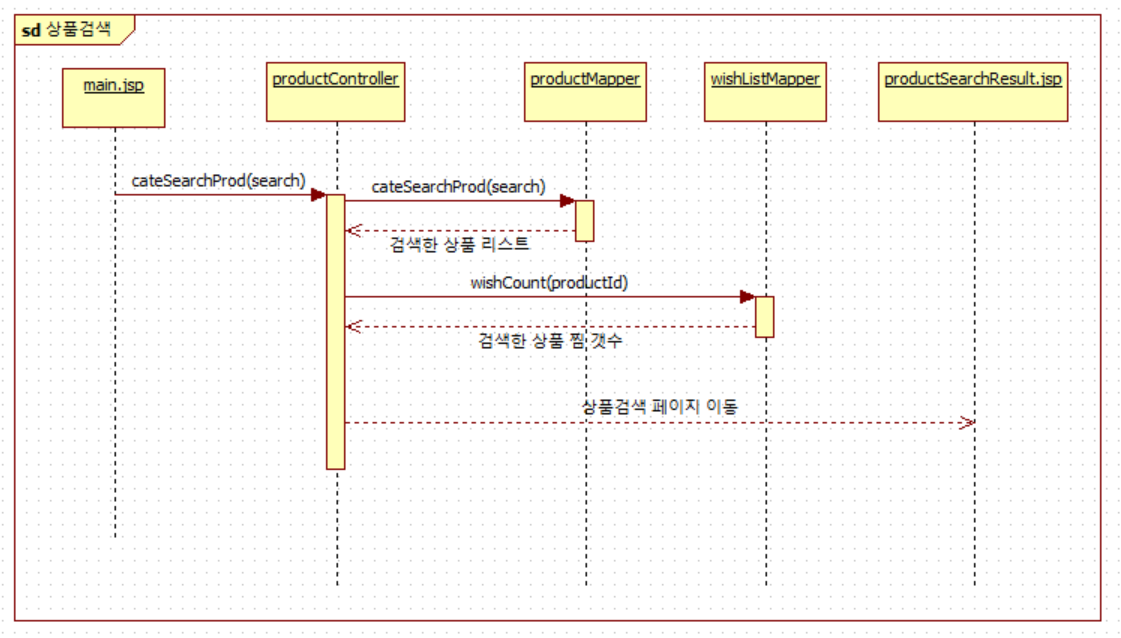 sd 상품검색
main.jsp
productController
productMapper
wishListMapper
productSearchResult.jsp
cateSearchProd(search)
cateSearchProd(search)
검색한 상품 리스트
wishCount(productId)
검색한 상품 찜 갯수
상품검색 페이지 이동